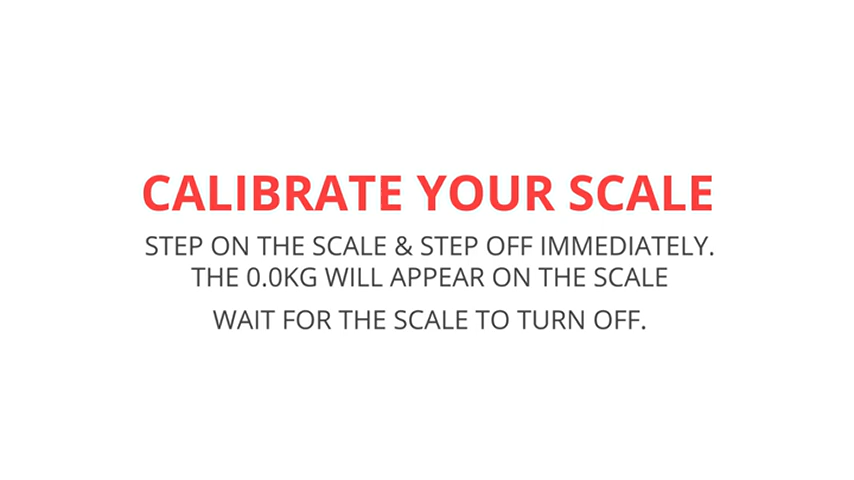 CALIBRATE YOUR SCALE
STEP ON THE SCALE & STEP OFF IMMEDIATELY.
THE 0.0KG WILL APPEAR ON THE SCALE
WAIT FOR THE SCALE TO TURN OFF.